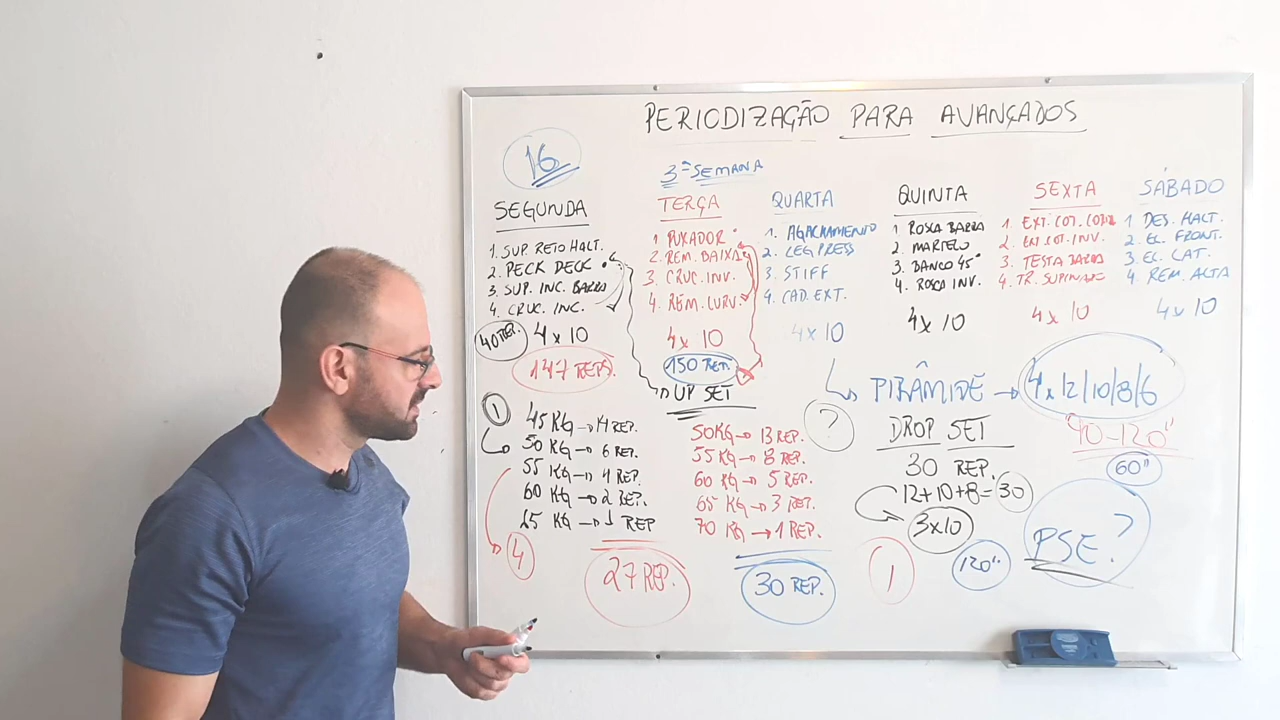 PERIODIZAÇÃO PARA AVANÇADOS
16
3ª SEMANA
SEGUNDA
1. SUP. RETO HALT.
2. PECK DECK
3. SUP. INC. BARRA
4. CRUC. INC.
40 REP. 4 x 10
147 REPS.
TERÇA
1 PUXADOR
2. REM. BAIXA
3 CRUC. INV.
4. REM. CURV.
4 x 10
150 REP.
QUARTA
1. AGACHAMENTO
2. LEG PRESS
3 STIFF
4. CAD. EXT.
4 x 10
QUINTA
1 ROSCA BARRA
2. MARTELO
3. BANCO 45°
4. ROSCA INV.
4 x 10
SEXTA
1. EXT. COT. CORDA
2. EXT. COT. INV.
3. TESTA BARRA
4. TR. SUPINADO
4 x 10
SÁBADO
1 DES. HALT.
2. EL. FRONT.
3. EL. CAT.
4. REM. ALTA
4 x 10
UP SET
1
45 KG → 14 REP.
50 KG → 6 REP.
55 KG → 4 REP.
60 KG → 2 REP.
65 KG → 1 REP
4
27 REP.
50KG → 13 REP.
55 KG → 8 REP.
60 KG → 5 REP.
65 KG → 3 REP.
70 KG → 1 REP.
30 REP.
PIRÂMIDE → 4 x 12/10/8/6
?
DROP SET
30 REP.
12+10+8=30
3x10
1
120"
90-120"
60"
PSE?